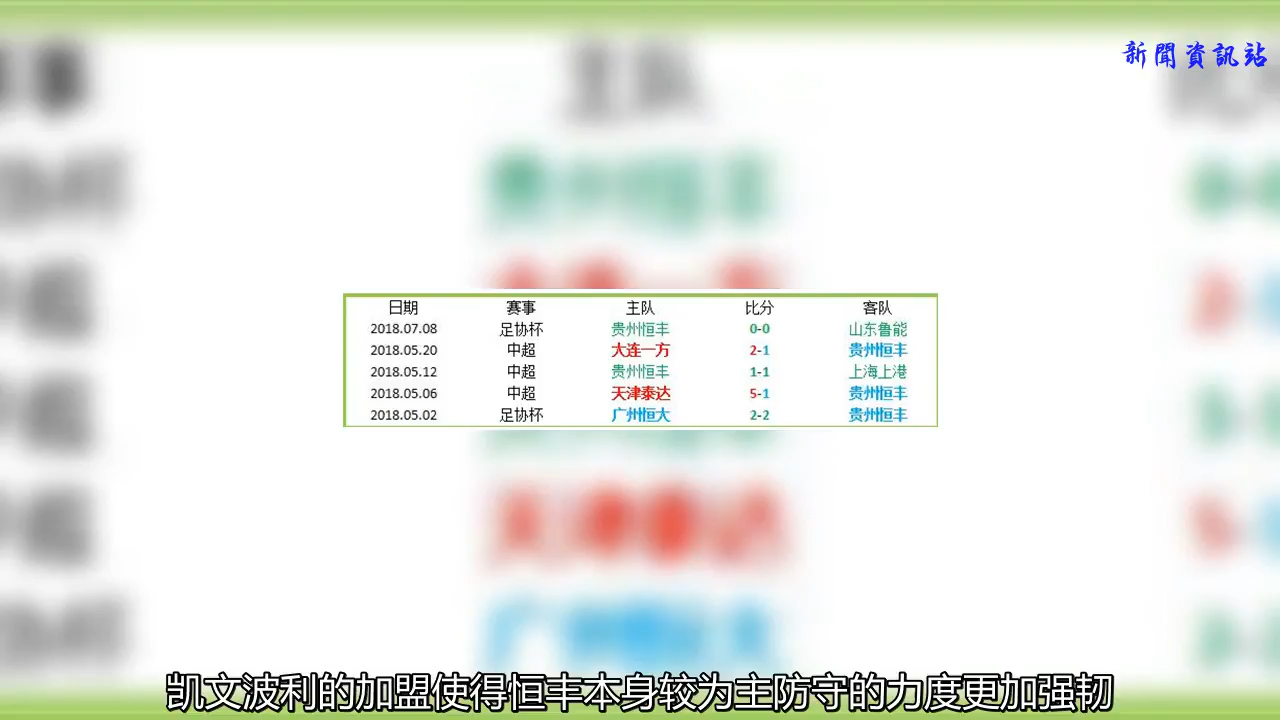 新聞資訊站
日期 赛事 主队 比分 客队
2018.07.08 足协杯 贵州恒丰 0-0 山东鲁能
2018.05.20 中超 大连一方 2-1 贵州恒丰
2018.05.12 中超 贵州恒丰 1-1 上海上港
2018.05.06 中超 天津泰达 5-1 贵州恒丰
2018.05.02 足协杯 广州恒大 2-2 贵州恒丰
凯文波利的加盟使得恒丰本身较为主防守的力度更加强韧